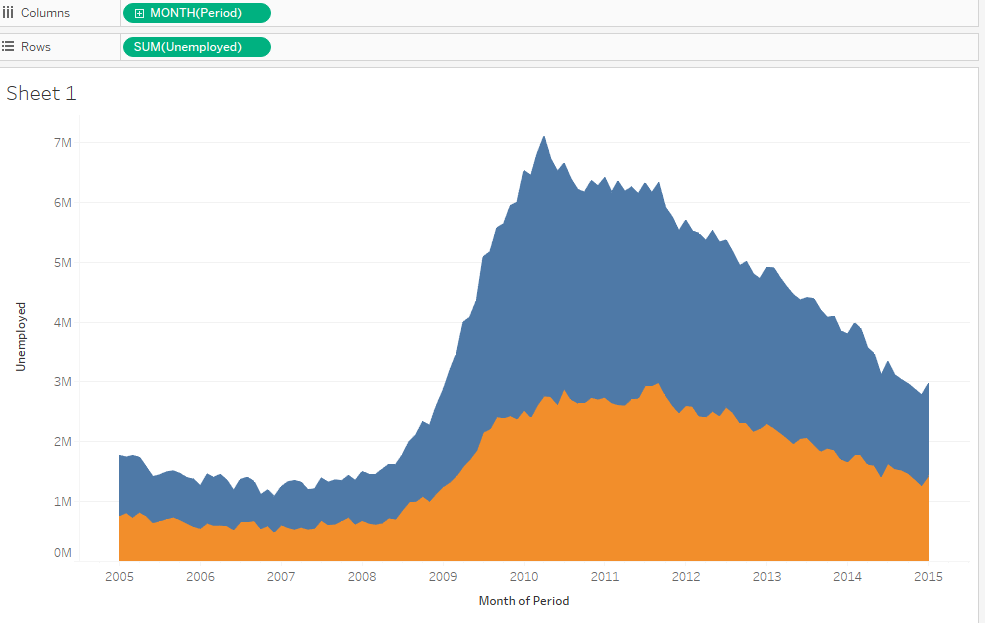 Columns MONTH(Period)
Rows SUM(Unemployed)
Sheet 1
7M
6M
5M
4M
3M
2M
1M
0M
Unemployed
2005 2006 2007 2008 2009 2010 2011 2012 2013 2014 2015
Month of Period